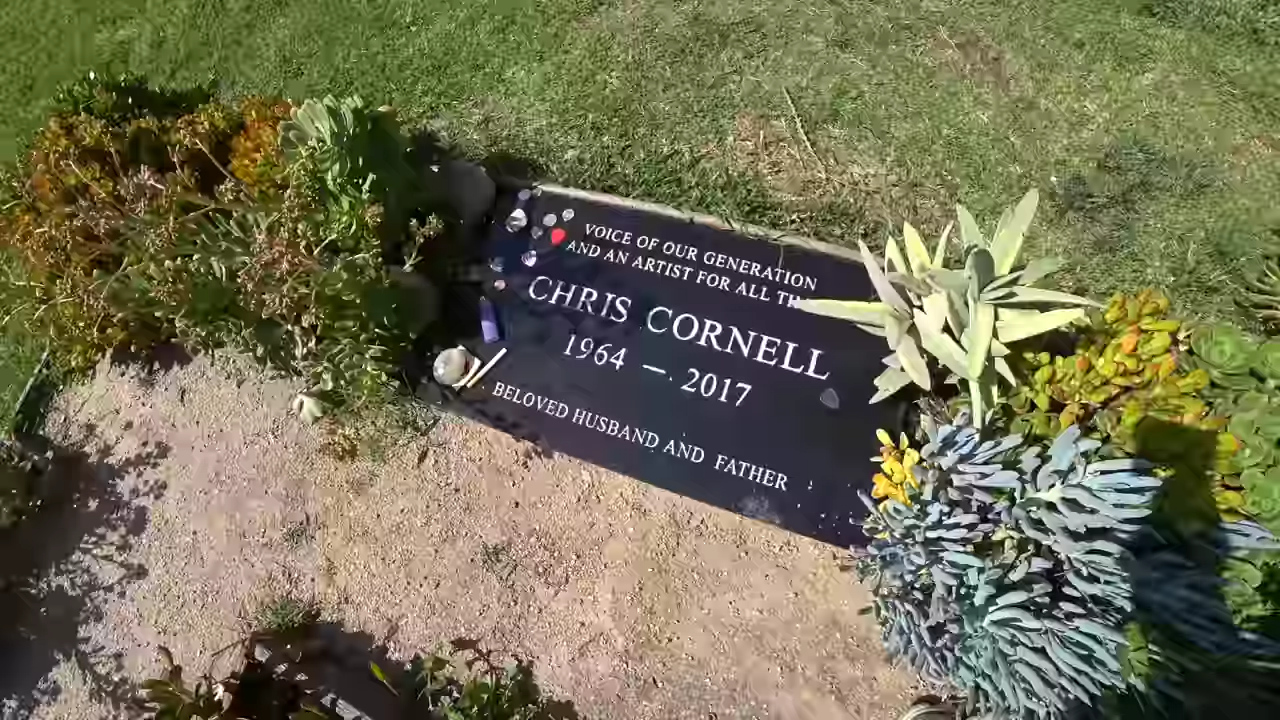 VOICE OF OUR GENERATION
AND AN ARTIST FOR ALL
CHRIS CORNELL
1964 – 2017
BELOVED HUSBAND AND FATHER